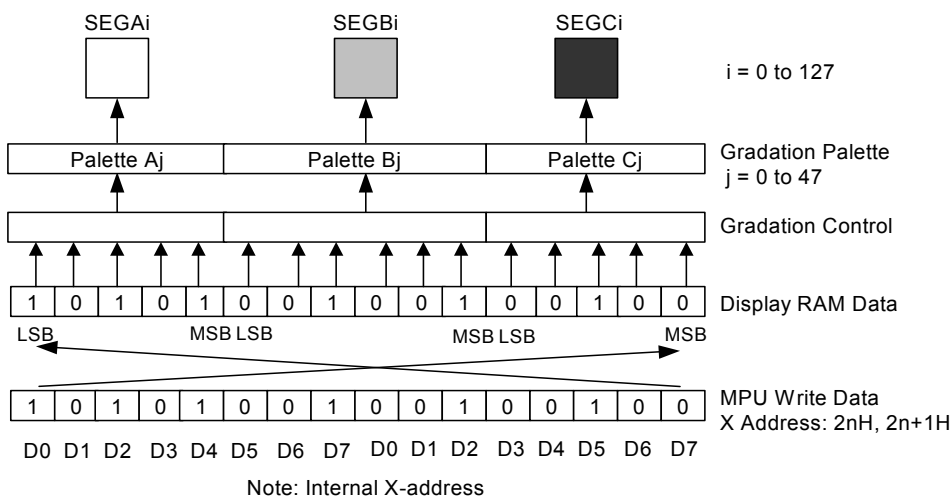 SEGAi SEGBi SEGCi
i = 0 to 127
Palette Aj Palette Bj Palette Cj
Gradation Palette
j = 0 to 47
Gradation Control
1 0 1 0 1 0 0 1 0 0 1 0 0 1 0 0
Display RAM Data
LSB MSB LSB MSB LSB MSB
1 0 1 0 1 0 0 1 0 0 1 0 0 1 0 0
MPU Write Data
X Address: 2nH, 2n+1H
D0 D1 D2 D3 D4 D5 D6 D7 D0 D1 D2 D3 D4 D5 D6 D7
Note: Internal X-address